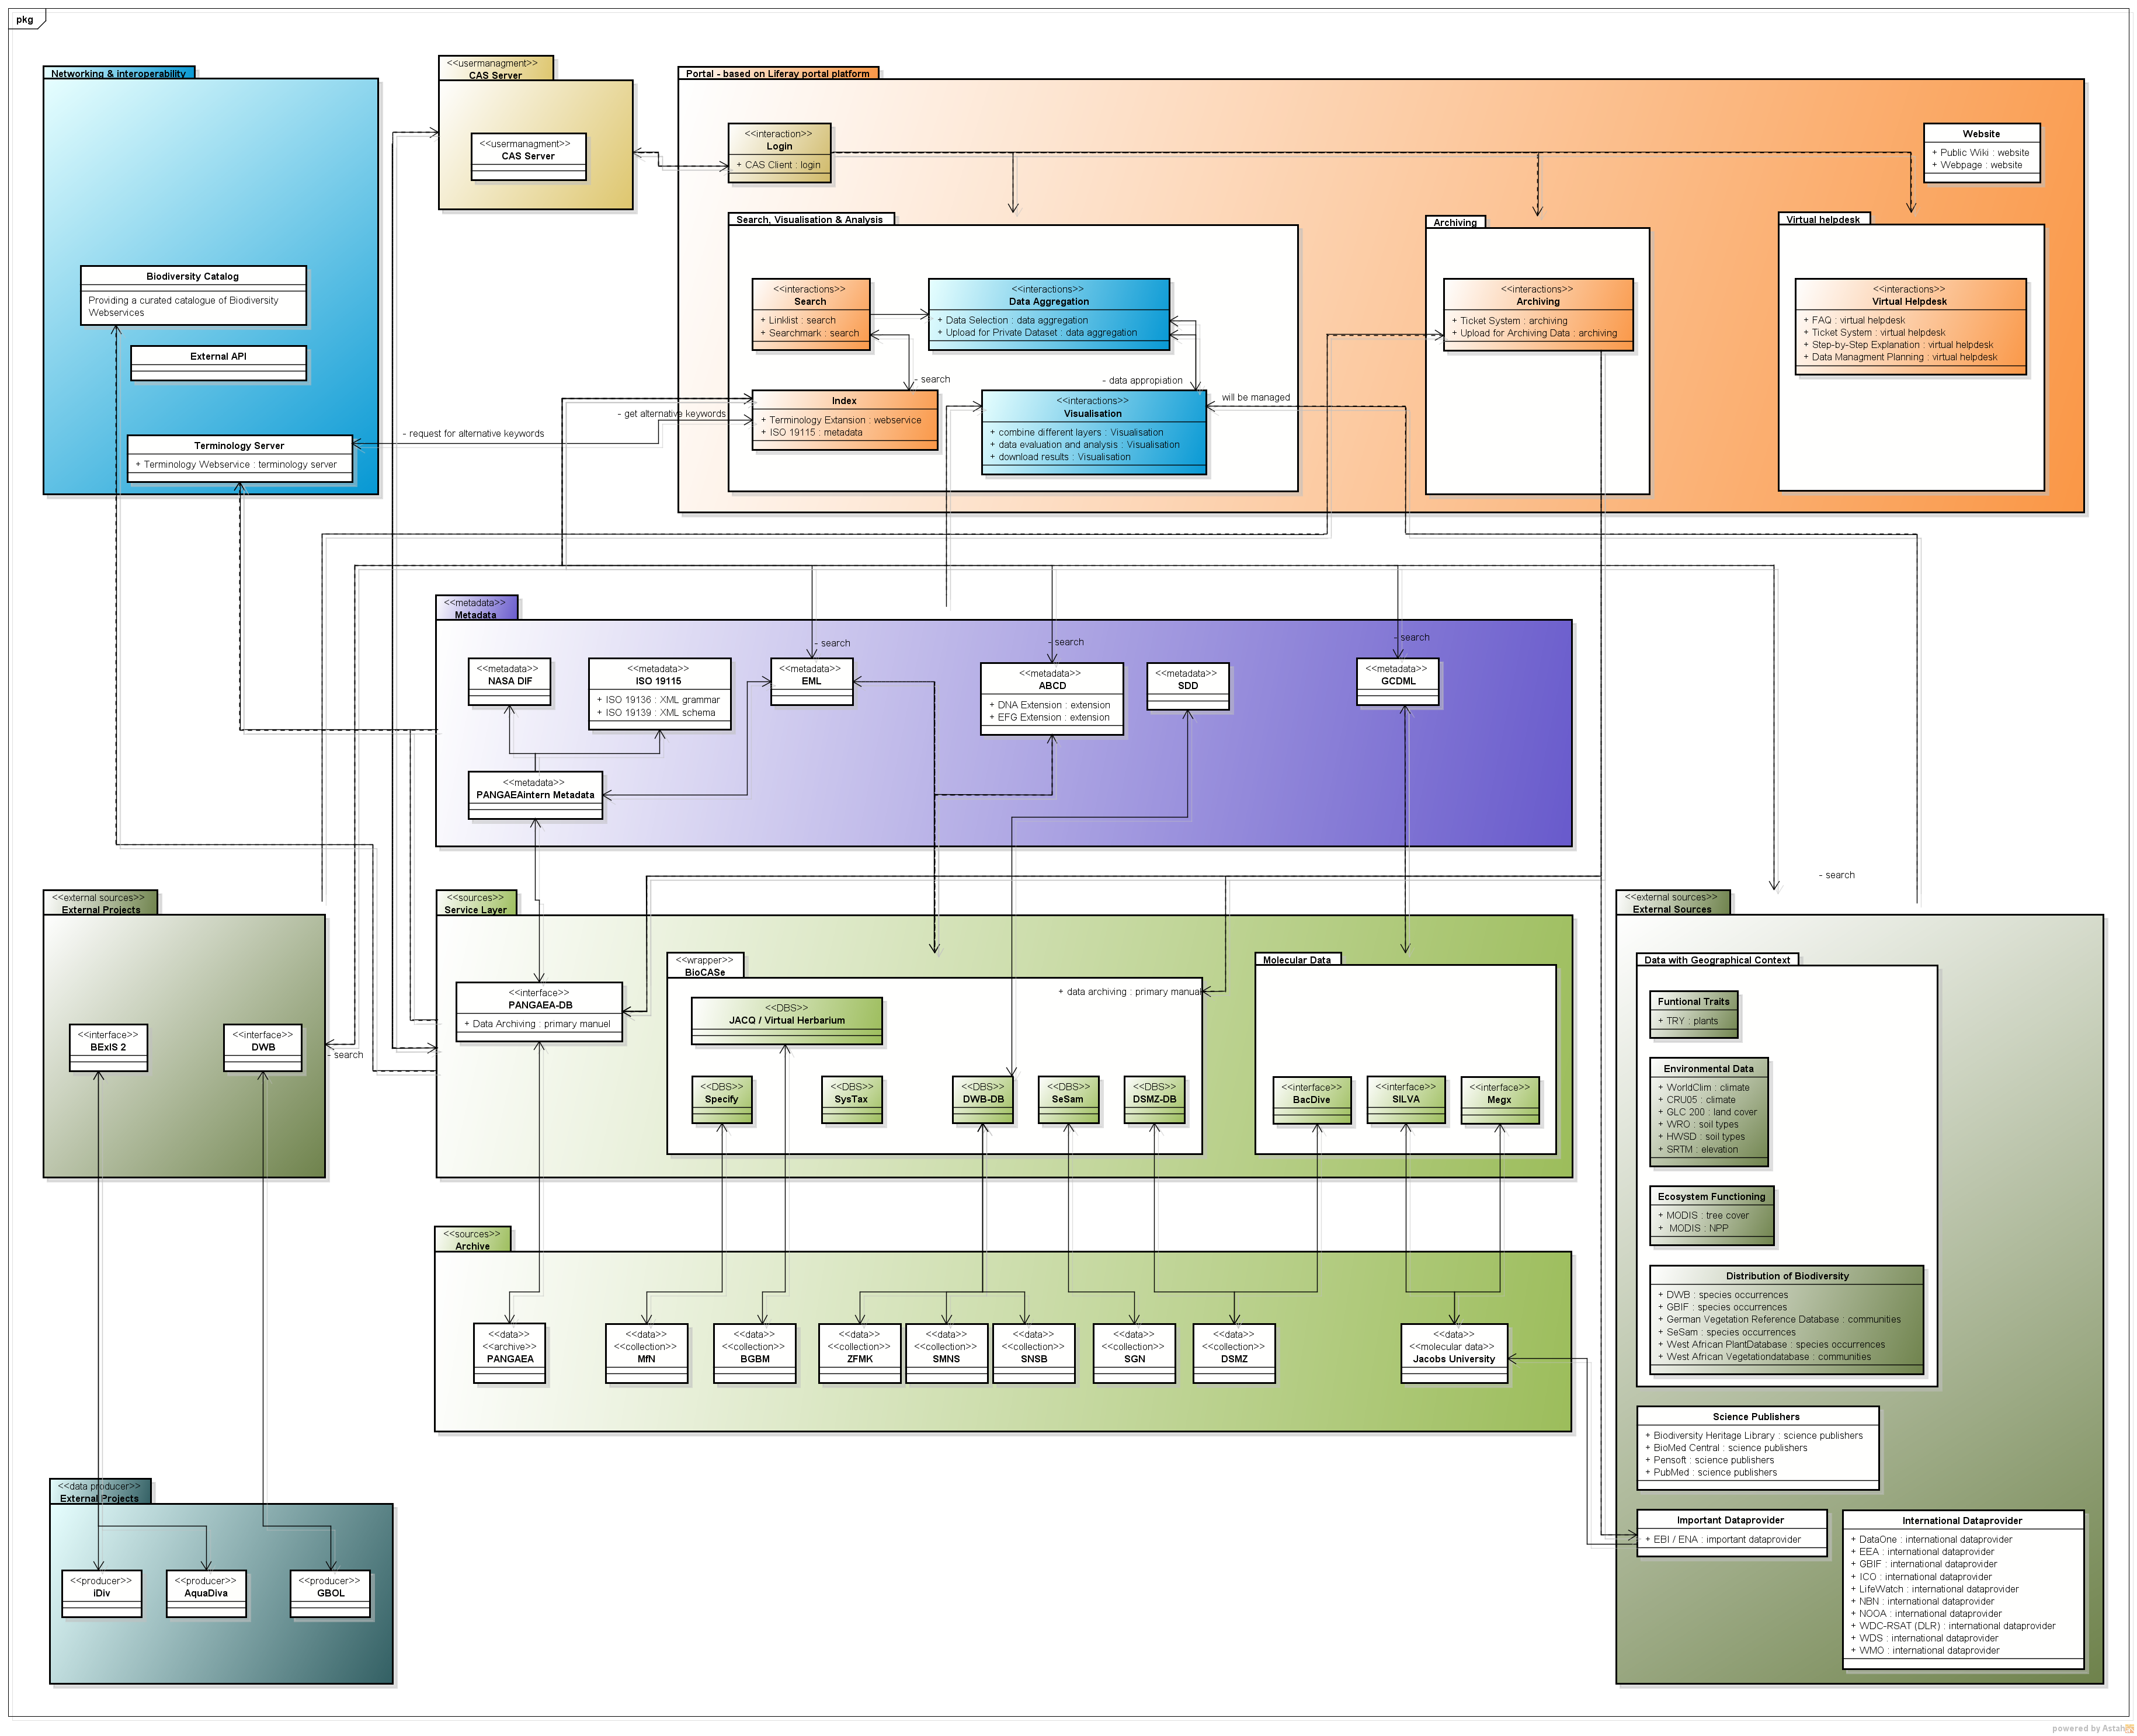 pkg
Networking & interoperability
Biodiversity Catalog
Providing a curated catalogue of Biodiversity
Webservices
External API
Terminology Server
+ Terminology Webservice : terminology server
<<usermanagment>>
CAS Server
<<usermanagment>>
CAS Server
Portal - based on Liferay portal platform
<<interaction>>
Login
+ CAS Client : login
Website
+ Public Wiki : website
+ Webpage : website
Search, Visualisation & Analysis
<<interactions>>
Search
+ Linklist : search
+ Searchmark : search
<<interactions>>
Data Aggregation
+ Data Selection : data aggregation
+ Upload for Private Dataset : data aggregation
- search
- data appropiation
Index
+ Terminology Extansion : webservice
+ ISO 19115 : metadata
<<interactions>>
Visualisation
+ combine different layers : Visualisation
+ data evaluation and analysis : Visualisation
+ download results : Visualisation
will be managed
- get alternative keywords
- request for alternative keywords
Archiving
<<interactions>>
Archiving
+ Ticket System : archiving
+ Upload for Archiving Data : archiving
Virtual helpdesk
<<interactions>>
Virtual Helpdesk
+ FAQ : virtual helpdesk
+ Ticket System : virtual helpdesk
+ Step-by-Step Explanation : virtual helpdesk
+ Data Managment Planning : virtual helpdesk
<<metadata>>
Metadata
- search
- search
- search
<<metadata>>
NASA DIF
<<metadata>>
ISO 19115
+ ISO 19136 : XML grammar
+ ISO 19139 : XML schema
<<metadata>>
EML
<<metadata>>
ABCD
+ DNA Extension : extension
+ EFG Extension : extension
<<metadata>>
SDD
<<metadata>>
GCDML
<<metadata>>
PANGAEAintern Metadata
<<external sources>>
External Projects
<<interface>>
BExIS 2
<<interface>>
DWB
- search
<<sources>>
Service Layer
<<interface>>
PANGAEA-DB
+ Data Archiving : primary manuel
<<wrapper>>
BioCASe
+ data archiving : primary manual
<<DBS>>
JACQ / Virtual Herbarium
<<DBS>>
Specify
<<DBS>>
SysTax
<<DBS>>
DWB-DB
<<DBS>>
SeSam
<<DBS>>
DSMZ-DB
Molecular Data
<<interface>>
BacDive
<<interface>>
SILVA
<<interface>>
Megx
<<sources>>
Archive
<<data>>
<<archive>>
PANGAEA
<<data>>
<<collection>>
MfN
<<data>>
<<collection>>
BGBM
<<data>>
<<collection>>
ZFMK
<<data>>
<<collection>>
SMNS
<<data>>
<<collection>>
SNSB
<<data>>
<<collection>>
SGN
<<data>>
<<collection>>
DSMZ
<<data>>
<<molecular data>>
Jacobs University
<<data producer>>
External Projects
<<producer>>
iDiv
<<producer>>
AquaDiva
<<producer>>
GBOL
- search
<<external sources>>
External Sources
Data with Geographical Context
Funtional Traits
+ TRY : plants
Environmental Data
+ WorldClim : climate
+ CRU05 : climate
+ GLC 200 : land cover
+ WRO : soil types
+ HWSD : soil types
+ SRTM : elevation
Ecosystem Functioning
+ MODIS : tree cover
+ MODIS : NPP
Distribution of Biodiversity
+ DWB : species occurrences
+ GBIF : species occurrences
+ German Vegetation Reference Database : communities
+ SeSam : species occurrences
+ West African PlantDatabase : species occurrences
+ West African Vegetationdatabase : communities
Science Publishers
+ Biodiversity Heritage Library : science publishers
+ BioMed Central : science publishers
+ Pensoft : science publishers
+ PubMed : science publishers
Important Dataprovider
+ EBI / ENA : important dataprovider
International Dataprovider
+ DataOne : international dataprovider
+ EEA : international dataprovider
+ GBIF : international dataprovider
+ ICO : international dataprovider
+ LifeWatch : international dataprovider
+ NBN : international dataprovider
+ NOOA : international dataprovider
+ WDC-RSAT (DLR) : international dataprovider
+ WDS : international dataprovider
+ WMO : international dataprovider
powered by Astah